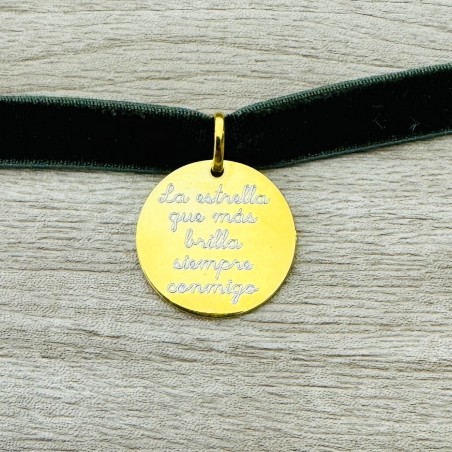 La estrella
que más
brilla
siempre
conmigo